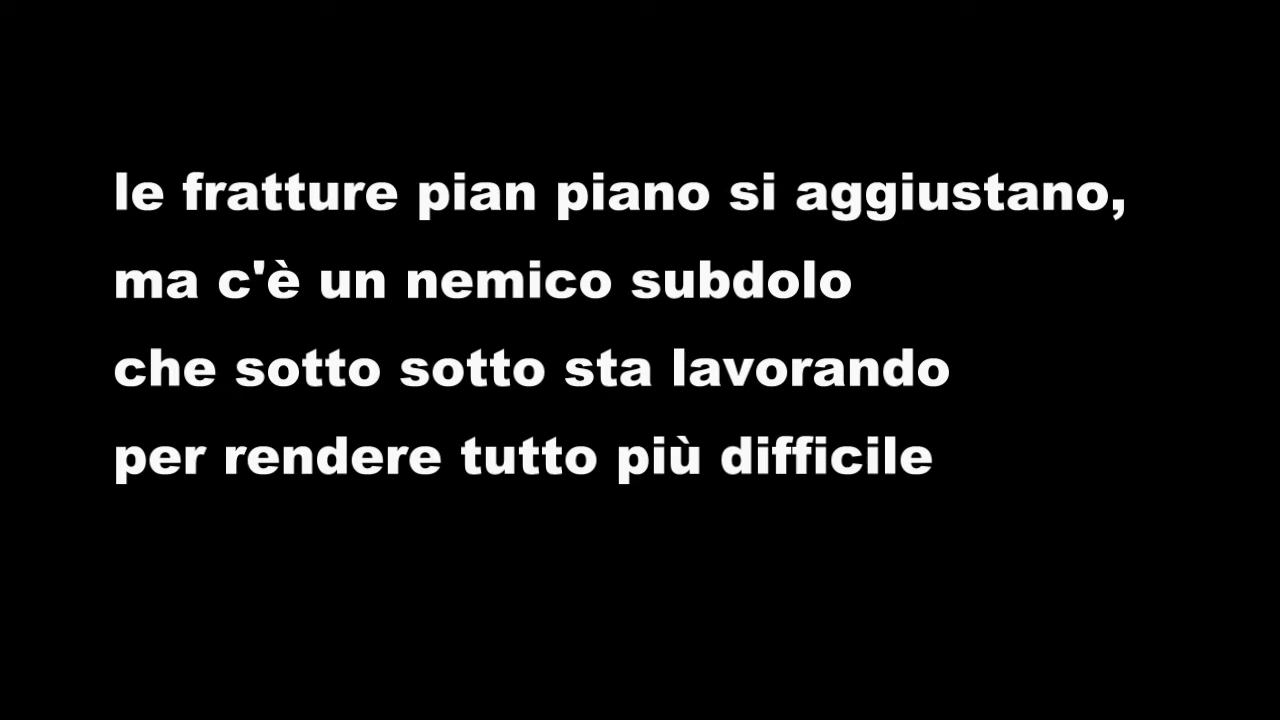 le fratture pian piano si aggiustano,
ma c'è un nemico subdolo
che sotto sotto sta lavorando
per rendere tutto più difficile